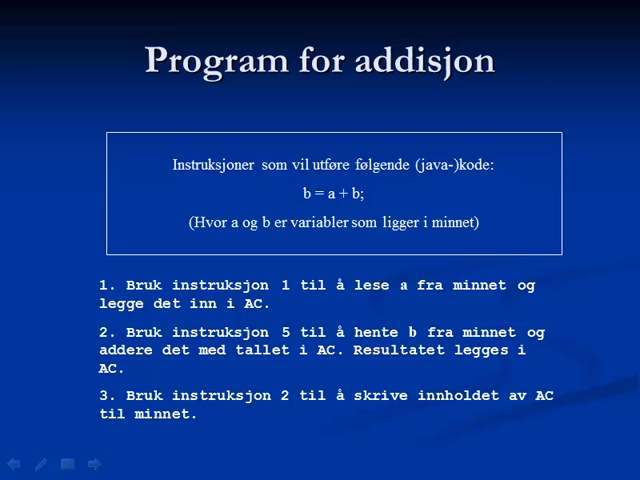 Program for addisjon
Instruksjoner som vil utføre følgende (java-)kode:
b = a + b;
(Hvor a og b er variabler som ligger i minnet)
1. Bruk instruksjon 1 til å lese a fra minnet og
legge det inn i AC.
2. Bruk instruksjon 5 til å hente b fra minnet og
addere det med tallet i AC. Resultatet legges i
AC.
3. Bruk instruksjon 2 til å skrive innholdet av AC
til minnet.